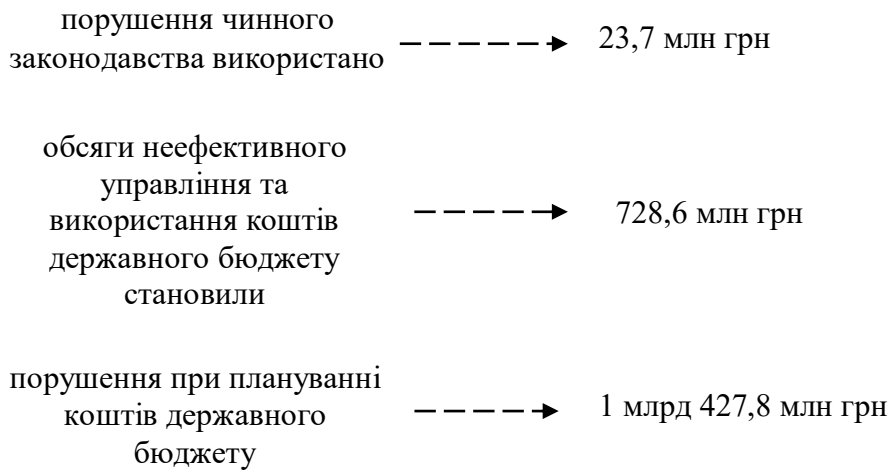 порушення чинного
законодавства використано
23,7 млн грн
обсяги неефективного
управління та
використання коштів
державного бюджету
становили
728,6 млн грн
порушення при плануванні
коштів державного
бюджету
1 млрд 427,8 млн грн